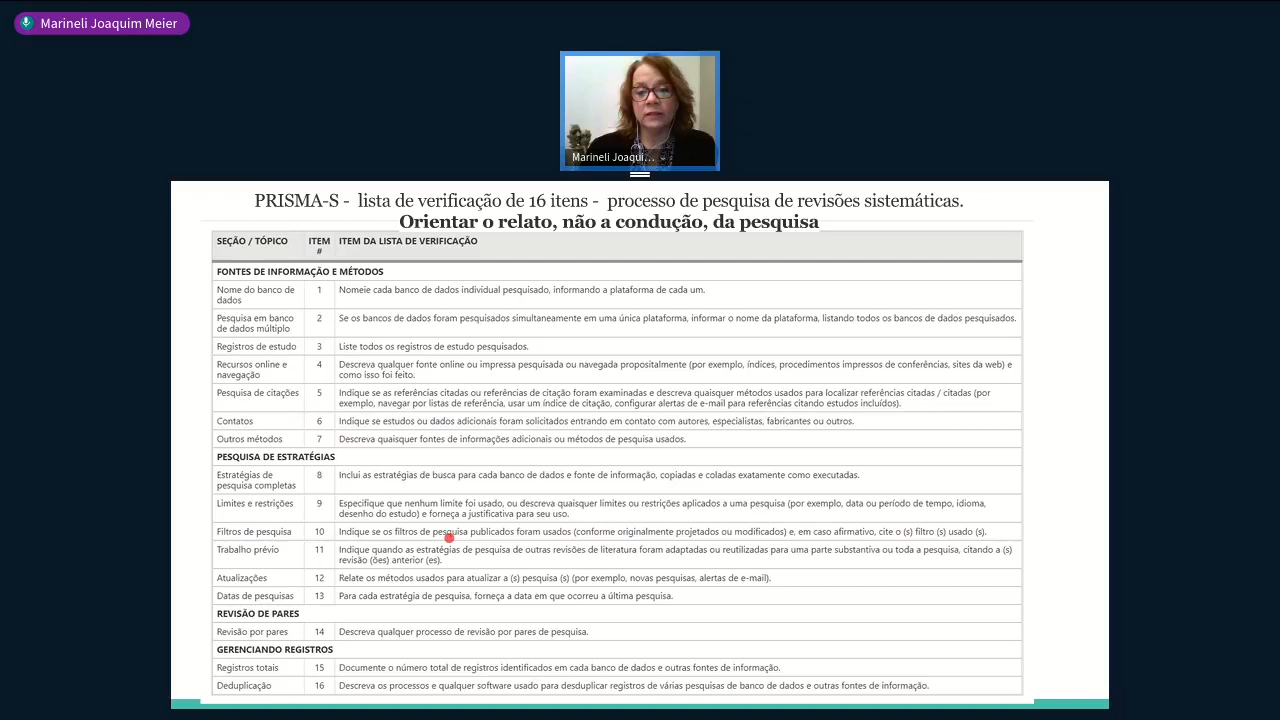 Marineli Joaquim Meier
Marineli Joaqui...
PRISMA-S - lista de verificação de 16 itens - processo de pesquisa de revisões sistemáticas.
Orientar o relato, não a condução, da pesquisa
SEÇÃO / TÓPICO ITEM # ITEM DA LISTA DE VERIFICAÇÃO
FONTES DE INFORMAÇÃO E MÉTODOS
Nome do banco de dados 1 Nomeie cada banco de dados individual pesquisado, informando a plataforma de cada um.
Pesquisa em banco de dados múltiplo 2 Se os bancos de dados foram pesquisados simultaneamente em uma única plataforma, informar o nome da plataforma, listando todos os bancos de dados pesquisados.
Registros de estudo 3 Liste todos os registros de estudo pesquisados.
Recursos online e navegação 4 Descreva qualquer fonte online ou impressa pesquisada ou navegada propositalmente (por exemplo, índices, procedimentos impressos de conferências, sites da web) e
como isso foi feito.
Pesquisa de citações 5 Indique se as referências citadas ou referências de citação foram examinadas e descreva quaisquer métodos usados para localizar referências citadas / citadas (por
exemplo, navegar por listas de referência, usar um índice de citação, configurar alertas de e-mail para referências citando estudos incluídos).
Contatos 6 Indique se estudos ou dados adicionais foram solicitados entrando em contato com autores, especialistas, fabricantes ou outros.
Outros métodos 7 Descreva quaisquer fontes de informações adicionais ou métodos de pesquisa usados.
PESQUISA DE ESTRATÉGIAS
Estratégias de pesquisa completas 8 Inclui as estratégias de busca para cada banco de dados e fonte de informação, copiadas e coladas exatamente como executadas.
Limites e restrições 9 Especifique que nenhum limite foi usado, ou descreva quaisquer limites ou restrições aplicados a uma pesquisa (por exemplo, data ou período de tempo, idioma,
desenho do estudo) e forneça a justificativa para seu uso.
Filtros de pesquisa 10 Indique se os filtros de pesquisa publicados foram usados (conforme originalmente projetados ou modificados) e, em caso afirmativo, cite o (s) filtro (s) usado (s).
Trabalho prévio 11 Indique quando as estratégias de pesquisa de outras revisões de literatura foram adaptadas ou reutilizadas para uma parte substantiva ou toda a pesquisa, citando a (s)
revisão (ões) anterior (es).
Atualizações 12 Relate os métodos usados para atualizar a (s) pesquisa (s) (por exemplo, novas pesquisas, alertas de e-mail).
Datas de pesquisas 13 Para cada estratégia de pesquisa, forneça a data em que ocorreu a última pesquisa.
REVISÃO DE PARES
Revisão por pares 14 Descreva qualquer processo de revisão por pares de pesquisa.
GERENCIANDO REGISTROS
Registros totais 15 Documente o número total de registros identificados em cada banco de dados e outras fontes de informação.
Deduplicação 16 Descreva os processos e qualquer software usado para desduplicar registros de várias pesquisas de banco de dados e outras fontes de informação.